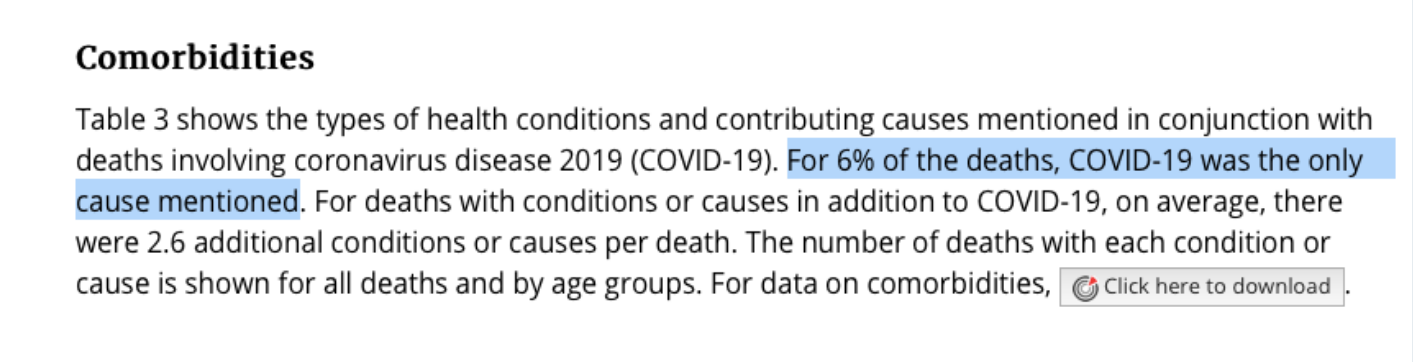 Comorbidities
Table 3 shows the types of health conditions and contributing causes mentioned in conjunction with
deaths involving coronavirus disease 2019 (COVID-19). For 6% of the deaths, COVID-19 was the only
cause mentioned. For deaths with conditions or causes in addition to COVID-19, on average, there
were 2.6 additional conditions or causes per death. The number of deaths with each condition or
cause is shown for all deaths and by age groups. For data on comorbidities, Click here to download.